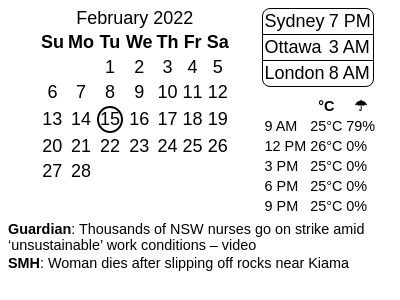 February 2022
Su Mo Tu We Th Fr Sa
1 2 3 4 5
6 7 8 9 10 11 12
13 14 15 16 17 18 19
20 21 22 23 24 25 26
27 28
Sydney 7 PM
Ottawa 3 AM
London 8 AM
°C ☂
9 AM 25°C 79%
12 PM 26°C 0%
3 PM 25°C 0%
6 PM 25°C 0%
9 PM 25°C 0%
Guardian: Thousands of NSW nurses go on strike amid
‘unsustainable’ work conditions – video
SMH: Woman dies after slipping off rocks near Kiama